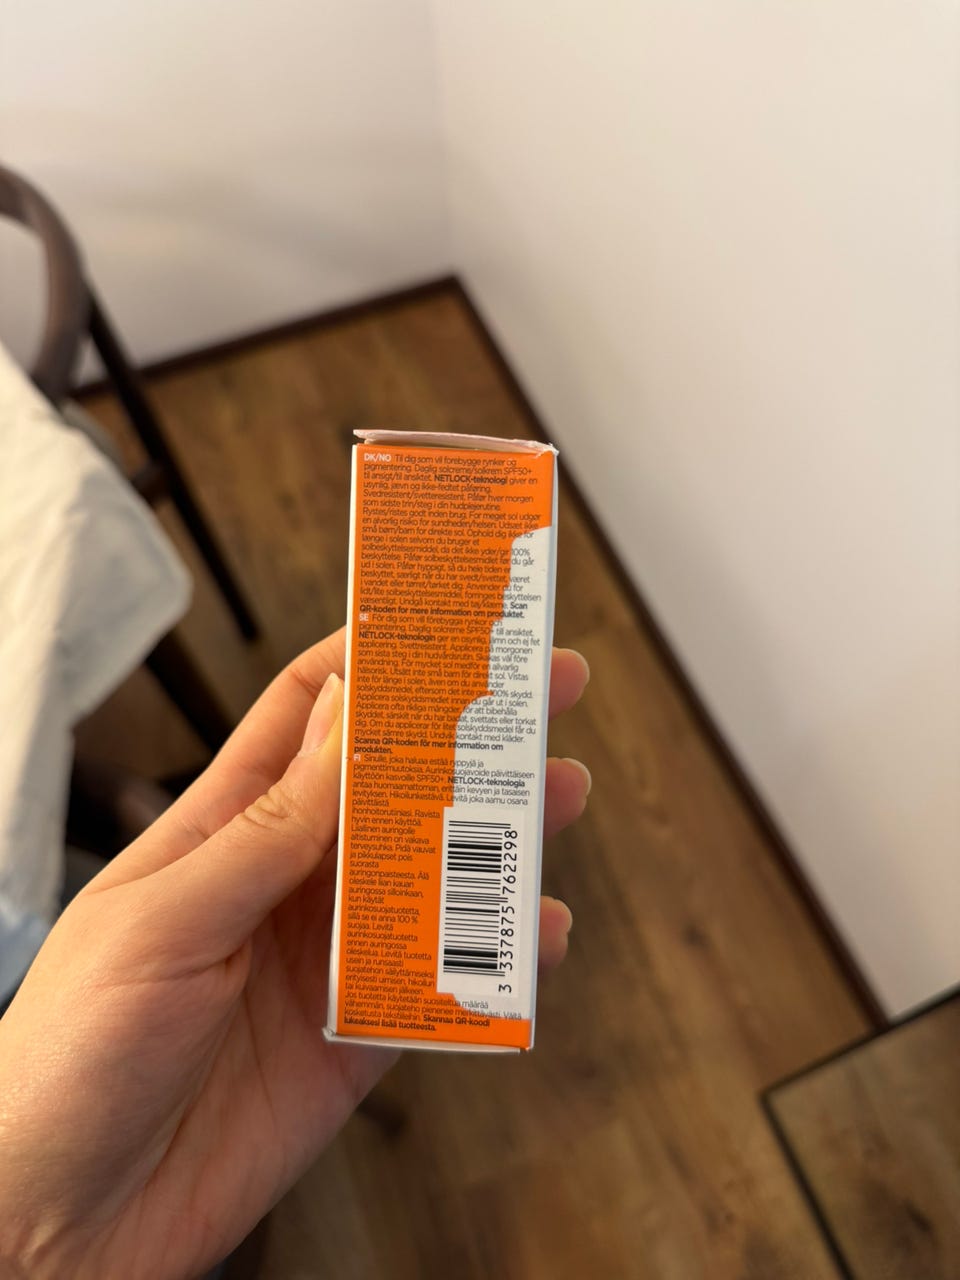 DK/NO Til dig som vil forebygge rynker og
pigmentering. Daglig solcreme/solkrem SPF50+
til ansigt/til ansiktet. NETLOCK-teknologi giver en
usynlig, jævn og ikke-fedtet påføring.
Svedresistent/svetteresistent. Påfør hver morgen
som sidste trin/steg i din hudplejerutine.
Rystes/ristes godt inden brug. For meget sol udgør
en alvorlig risiko for sundheden/helsen. Udsæt ikke
små børn/barn for direkte sol. Ophold dig ikke for
længe i solen selvom du bruger et
solbeskyttelsesmiddel, da det ikke yder/gir 100%
beskyttelse. Påfør solbeskyttelsesmidlet før du går
ud i solen. Påfør hyppigt, så du hele tiden er
beskyttet, særligt når du har svedt/svettet, været
i vandet eller tørret/tørket dig. Anvender du for
lidt/lite solbeskyttelsesmiddel, forringes beskyttelsen
væsentligt. Undgå kontakt med tøj/klærne. Scan
QR-koden for mere information om produktet.
SE För dig som vill förebygga rynkor och
pigmentering. Daglig solcreme SPF50+ till ansiktet.
NETLOCK-teknologin ger en osynlig, jämn och ej fet
applicering. Svettresistent. Applicera på morgonen
som sista steg i din hudvårdsrutin. Skakas väl före
användning. För mycket sol medför en allvarlig
hälsorisk. Utsätt inte små barn för direkt sol. Vistas
inte för länge i solen, även om du använder
solskyddsmedel, eftersom det inte ger 100% skydd.
Applicera solskyddsmedlet innan du går ut i solen.
Applicera ofta rikliga mängder, för att bibehålla
skyddet, särskilt när du har badat, svettats eller torkat
dig. Om du applicerar för litet solskyddsmedel får du
mycket sämre skydd. Undvik kontakt med kläder.
Scanna QR-koden för mer information om
produkten.
FI Sinulle, joka haluaa estää ryppyjä ja
pigmenttimuutoksia. Aurinkosuojavoide päivittäiseen
käyttöön kasvoille SPF50+. NETLOCK-teknologia
antaa huomaamattoman, erittäin kevyen ja tasaisen
levityksen. Hikoilunkestävä. Levitä joka aamu osana
päivittäistä
ihonhoitorutiiniasi. Ravista
hyvin ennen käyttöä.
Liiallinen auringolle
altistuminen on vakava
terveysuhka. Pidä vauvat
ja pikkulapset pois
suorasta
auringonpaisteesta. Älä
oleskele liian kauan
auringossa silloinkaan,
kun käytät
aurinkosuojatuotetta,
sillä se ei anna 100 %
suojaa. Levitä
aurinkosuojatuotetta
ennen auringossa
oleskelua. Levitä tuotetta
usein ja runsaasti
suojatehon säilyttämiseksi
erityisesti uimisen, hikoilun
tai kuivaamisen jälkeen.
Jos tuotetta käytetään suositeltua määrää
vähemmän, suojateho pienenee merkittävästi. Vältä
kosketusta tekstiileihin. Skannaa QR-koodi
lukeaksesi lisää tuotteesta.
3 337875 762298